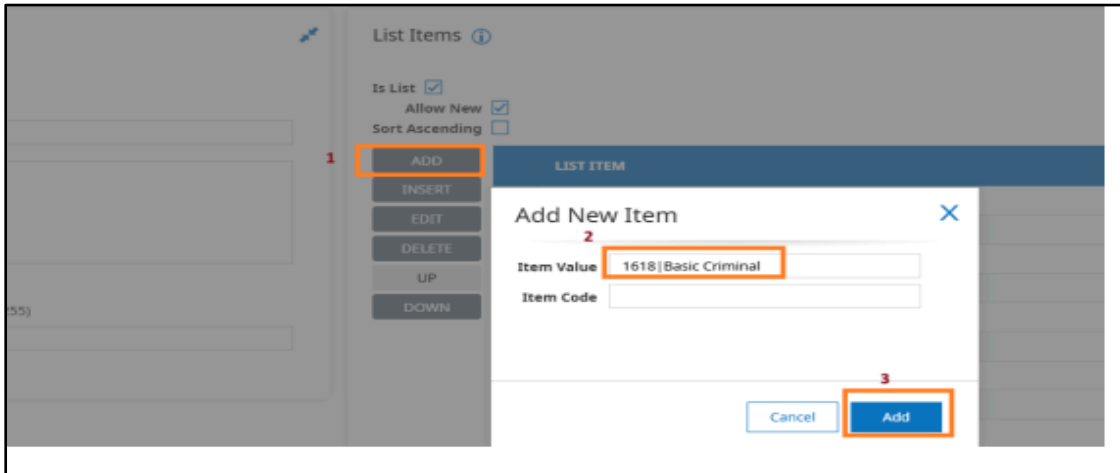 List Items
Is List
Allow New
Sort Ascending
1
ADD
LIST ITEM
INSERT
EDIT
DELETE
UP
DOWN
255)
Add New Item
2
Item Value 1618|Basic Criminal
Item Code
3
Cancel Add